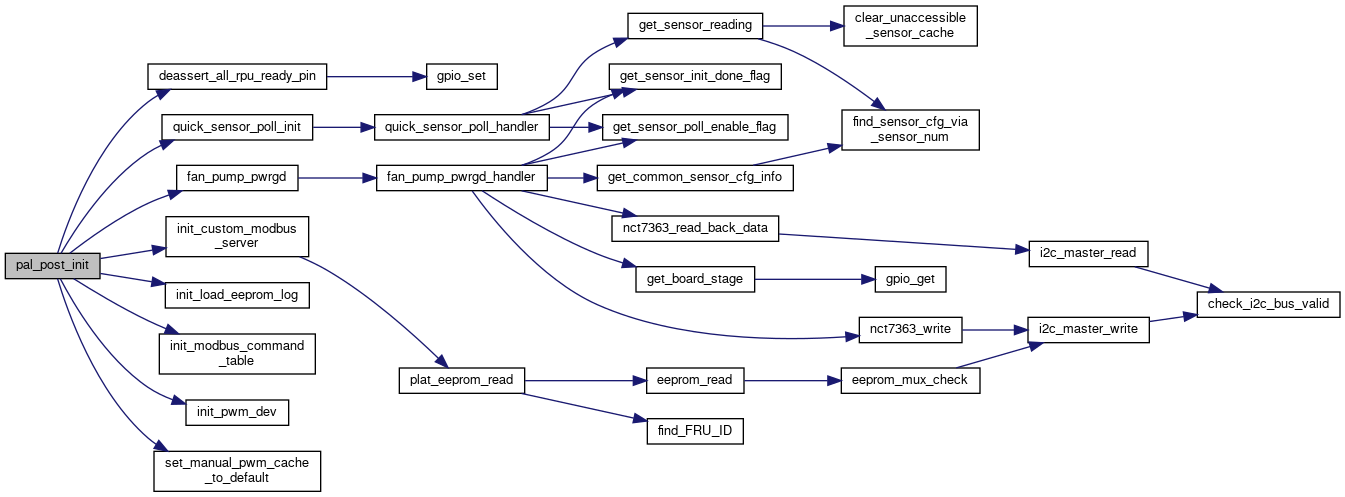 pal_post_init
deassert_all_rpu_ready_pin
gpio_set
quick_sensor_poll_init
quick_sensor_poll_handler
get_sensor_reading
clear_unaccessible
_sensor_cache
find_sensor_cfg_via
_sensor_num
get_sensor_init_done_flag
get_sensor_poll_enable_flag
fan_pump_pwrgd
fan_pump_pwrgd_handler
get_common_sensor_cfg_info
nct7363_read_back_data
i2c_master_read
check_i2c_bus_valid
get_board_stage
gpio_get
nct7363_write
i2c_master_write
init_custom_modbus
_server
plat_eeprom_read
eeprom_read
eeprom_mux_check
find_FRU_ID
init_load_eeprom_log
init_modbus_command
_table
init_pwm_dev
set_manual_pwm_cache
_to_default